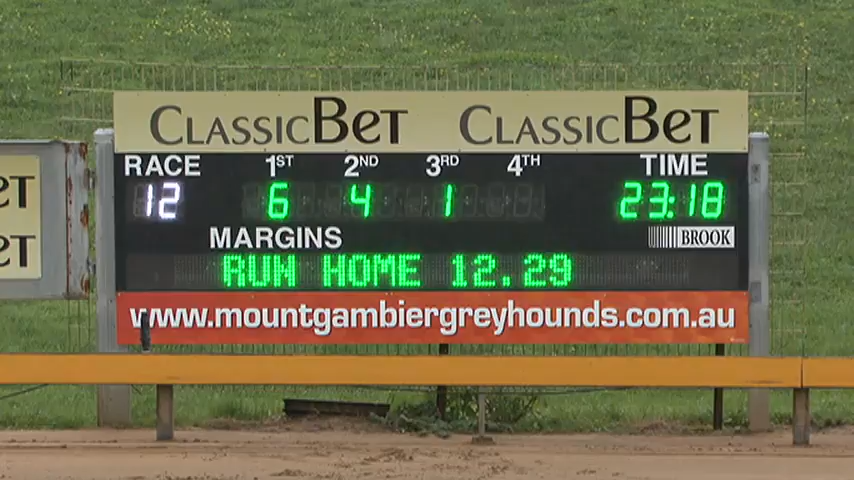 CLASSICBET CLASSICBET
RACE 1ST 2ND 3RD 4TH TIME
12 6 4 1 23.18
MARGINS BROOK
RUN HOME 12.29
www.mountgambiergreyhounds.com.au